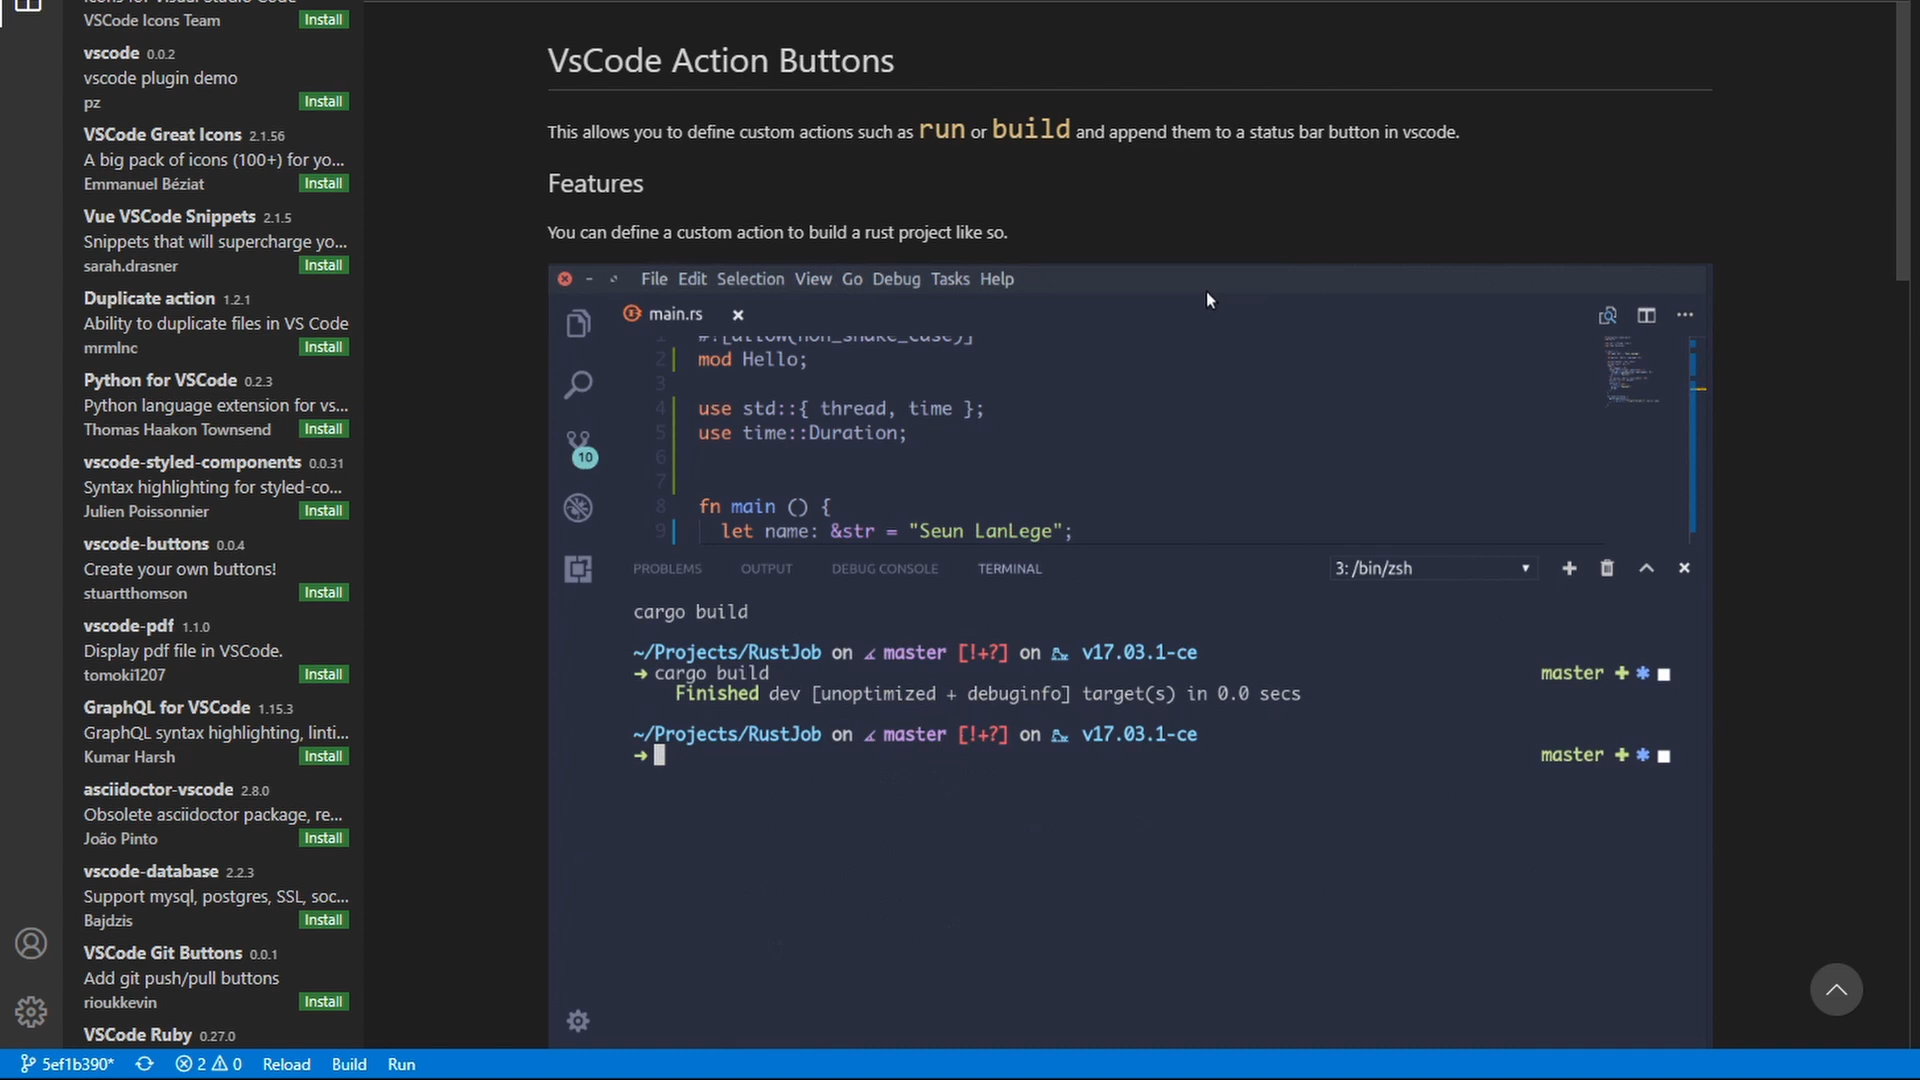 VSCode Icons Team Install
vscode 0.0.2
vscode plugin demo
pz Install
VSCode Great Icons 2.1.56
A big pack of icons (100+) for yo...
Emmanuel Béziat Install
Vue VSCode Snippets 2.1.5
Snippets that will supercharge yo...
sarah.drasner Install
Duplicate action 1.2.1
Ability to duplicate files in VS Code
mrmlnc Install
Python for VSCode 0.2.3
Python language extension for vs...
Thomas Haakon Townsend Install
vscode-styled-components 0.0.31
Syntax highlighting for styled-co...
Julien Poissonnier Install
vscode-buttons 0.0.4
Create your own buttons!
stuartthomson Install
vscode-pdf 1.1.0
Display pdf file in VSCode.
tomoki1207 Install
GraphQL for VSCode 1.15.3
GraphQL syntax highlighting, linti...
Kumar Harsh Install
asciidoctor-vscode 2.8.0
Obsolete asciidoctor package, re...
João Pinto Install
vscode-database 2.2.3
Support mysql, postgres, SSL, soc...
Bajdzis Install
VSCode Git Buttons 0.0.1
Add git push/pull buttons
rioukkevin Install
VSCode Ruby 0.27.0
VsCode Action Buttons
This allows you to define custom actions such as run or build and append them to a status bar button in vscode.
Features
You can define a custom action to build a rust project like so.
File Edit Selection View Go Debug Tasks Help
main.rs
1 #![allow(non_snake_case)]
2 mod Hello;
3
4 use std::{ thread, time };
5 use time::Duration;
6
7
8 fn main () {
9 let name: &str = "Seun LanLege";
10
PROBLEMS OUTPUT DEBUG CONSOLE TERMINAL 3: /bin/zsh
cargo build
~/Projects/RustJob on master [!+?] on v17.03.1-ce
➜ cargo build master + *
Finished dev [unoptimized + debuginfo] target(s) in 0.0 secs
~/Projects/RustJob on master [!+?] on v17.03.1-ce
➜ master + *
5ef1b390* 2 0 Reload Build Run